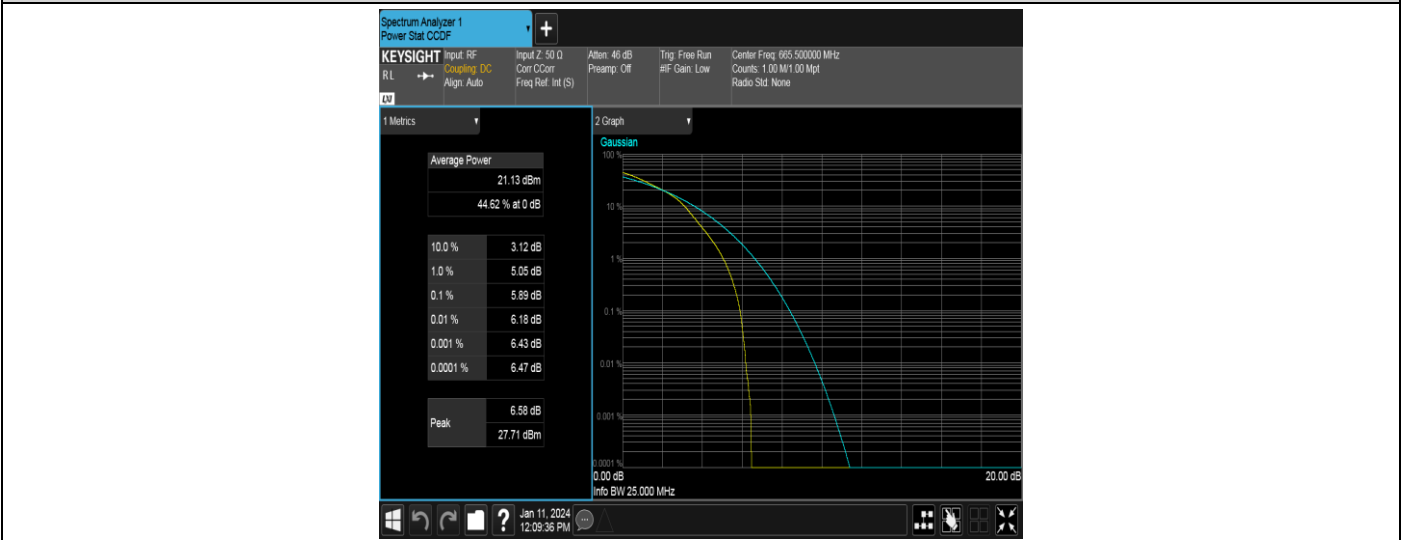 Spectrum Analyzer 1
Power Stat CCDF
+
KEYSIGHT
RL
LXI
Input: RF
Coupling: DC
Align: Auto
Input Z: 50 Ω
Corr CCorr
Freq Ref: Int (S)
Atten: 46 dB
Preamp: Off
Trig: Free Run
#IF Gain: Low
Center Freq: 665.500000 MHz
Counts: 1.00 M/1.00 Mpt
Radio Std: None
1 Metrics
Average Power
21.13 dBm
44.62 % at 0 dB
10.0 % 3.12 dB
1.0 % 5.05 dB
0.1 % 5.89 dB
0.01 % 6.18 dB
0.001 % 6.43 dB
0.0001 % 6.47 dB
Peak
6.58 dB
27.71 dBm
2 Graph
Gaussian
100 %
10 %
1 %
0.1 %
0.01 %
0.001 %
0.0001 %
0.00 dB 20.00 dB
Info BW 25.000 MHz
?
Jan 11, 2024
12:09:36 PM